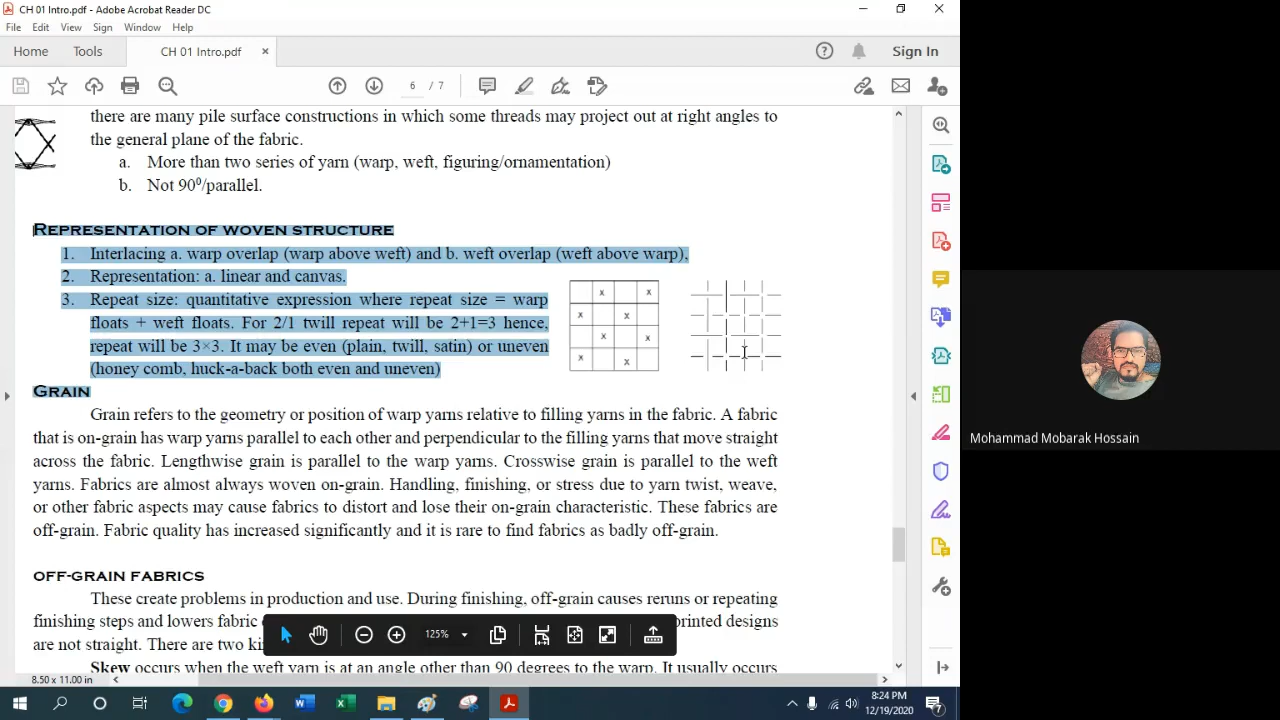 CH 01 Intro.pdf - Adobe Acrobat Reader DC
File Edit View Sign Window Help
Home Tools CH 01 Intro.pdf × Sign In
6 / 7
there are many pile surface constructions in which some threads may project out at right angles to
the general plane of the fabric.
a. More than two series of yarn (warp, weft, figuring/ornamentation)
b. Not 90⁰/parallel.
REPRESENTATION OF WOVEN STRUCTURE
1. Interlacing a. warp overlap (warp above weft) and b. weft overlap (weft above warp),
2. Representation: a. linear and canvas.
3. Repeat size: quantitative expression where repeat size = warp
floats + weft floats. For 2/1 twill repeat will be 2+1=3 hence,
repeat will be 3×3. It may be even (plain, twill, satin) or uneven
(honey comb, huck-a-back both even and uneven)
x x
x x
x x
x x
GRAIN
Grain refers to the geometry or position of warp yarns relative to filling yarns in the fabric. A fabric
that is on-grain has warp yarns parallel to each other and perpendicular to the filling yarns that move straight
across the fabric. Lengthwise grain is parallel to the warp yarns. Crosswise grain is parallel to the weft
yarns. Fabrics are almost always woven on-grain. Handling, finishing, or stress due to yarn twist, weave,
or other fabric aspects may cause fabrics to distort and lose their on-grain characteristic. These fabrics are
off-grain. Fabric quality has increased significantly and it is rare to find fabrics as badly off-grain.
OFF-GRAIN FABRICS
These create problems in production and use. During finishing, off-grain causes reruns or repeating
finishing steps and lowers fabric printed designs
are not straight. There are two
Skew occurs when the weft yarn is at an angle other than 90 degrees to the warp. It usually occurs
125%
8.50 x 11.00 in
Mohammad Mobarak Hossain
8:24 PM
12/19/2020
7